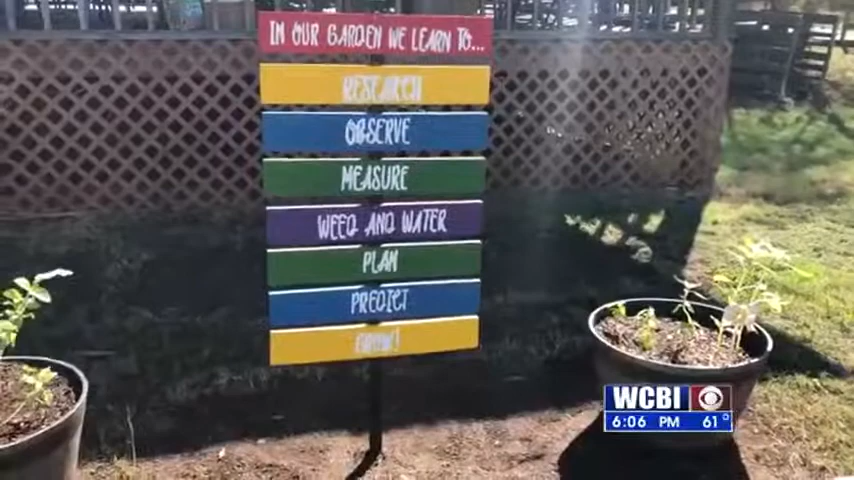 IN OUR GARDEN WE LEARN TO...
RESEARCH
OBSERVE
MEASURE
WEED AND WATER
PLAN
PREDICT
GROW!
WCBI
6:06 PM 61°